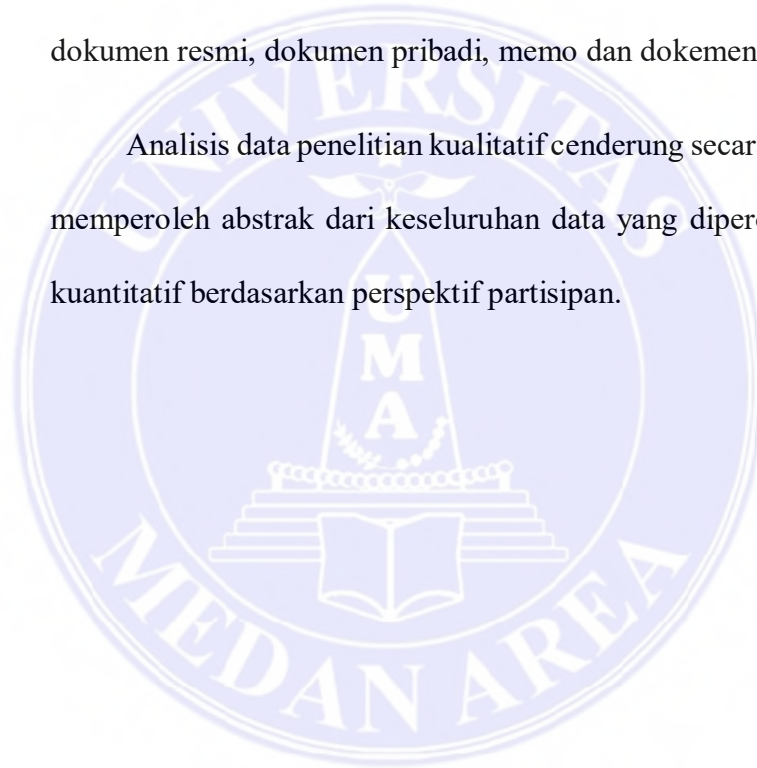 dokumen resmi, dokumen pribadi, memo dan dokemen
Analisis data penelitian kualitatif cenderung secar
memperoleh abstrak dari keseluruhan data yang diper
kuantitatif berdasarkan perspektif partisipan.
UNIVERSITAS
U
M
A
MEDAN AREA